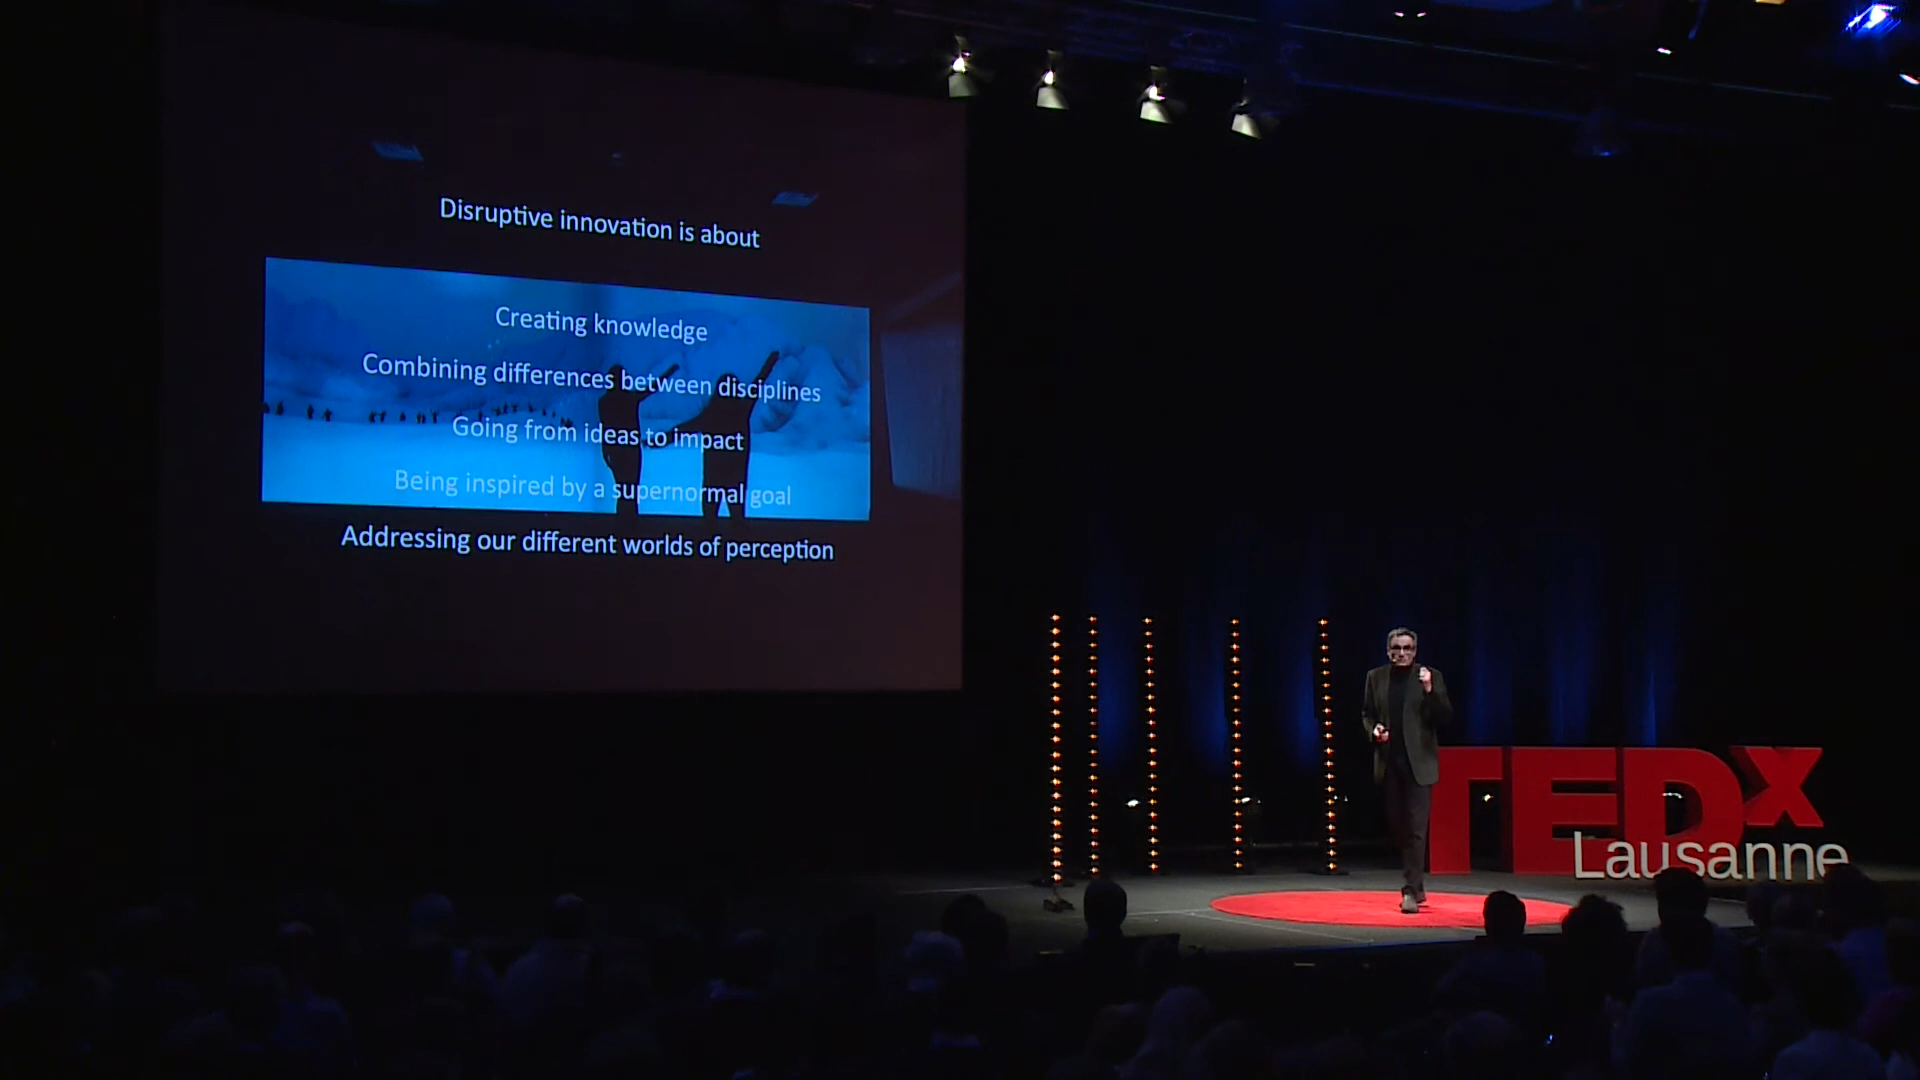 Disruptive innovation is about
Creating knowledge
Combining differences between disciplines
Going from ideas to impact
Being inspired by a supernormal goal
Addressing our different worlds of perception
TEDx
Lausanne